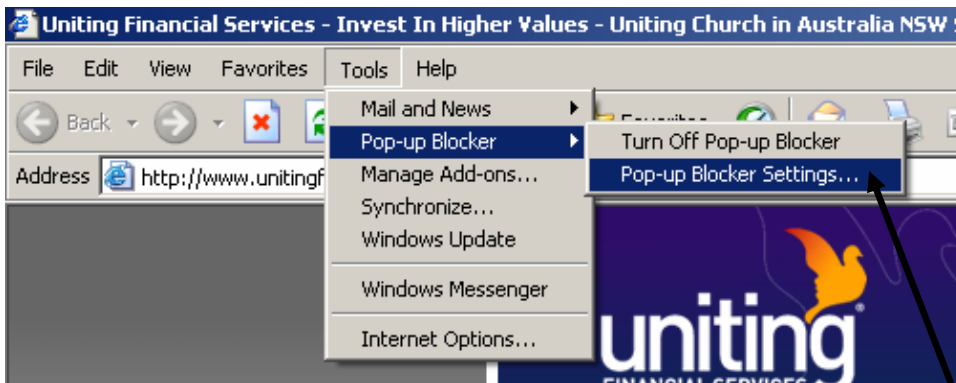 Uniting Financial Services - Invest In Higher Values - Uniting Church in Australia NSW
File Edit View Favorites Tools Help
Back
Address http://www.unitingf
Mail and News
Pop-up Blocker
Manage Add-ons...
Synchronize...
Windows Update
Windows Messenger
Internet Options...
Favorites
Turn Off Pop-up Blocker
Pop-up Blocker Settings...
uniting
FINANCIAL SERVICES